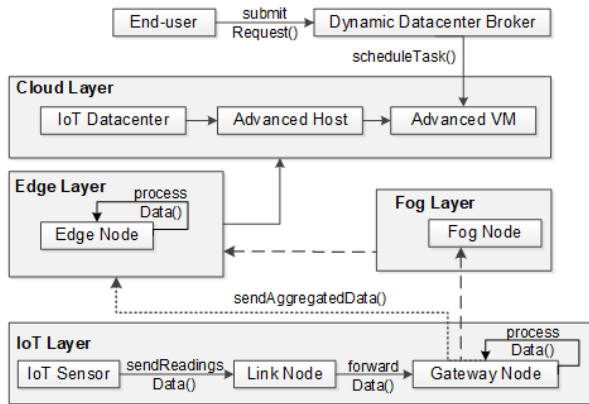 End-user
submit
Request()
Dynamic Datacenter Broker
scheduleTask()
Cloud Layer
IoT Datacenter
Advanced Host
Advanced VM
Edge Layer
process
Data()
Edge Node
Fog Layer
Fog Node
sendAggregatedData()
IoT Layer
IoT Sensor
sendReadings
Data()
Link Node
forward
Data()
Gateway Node
process
Data()